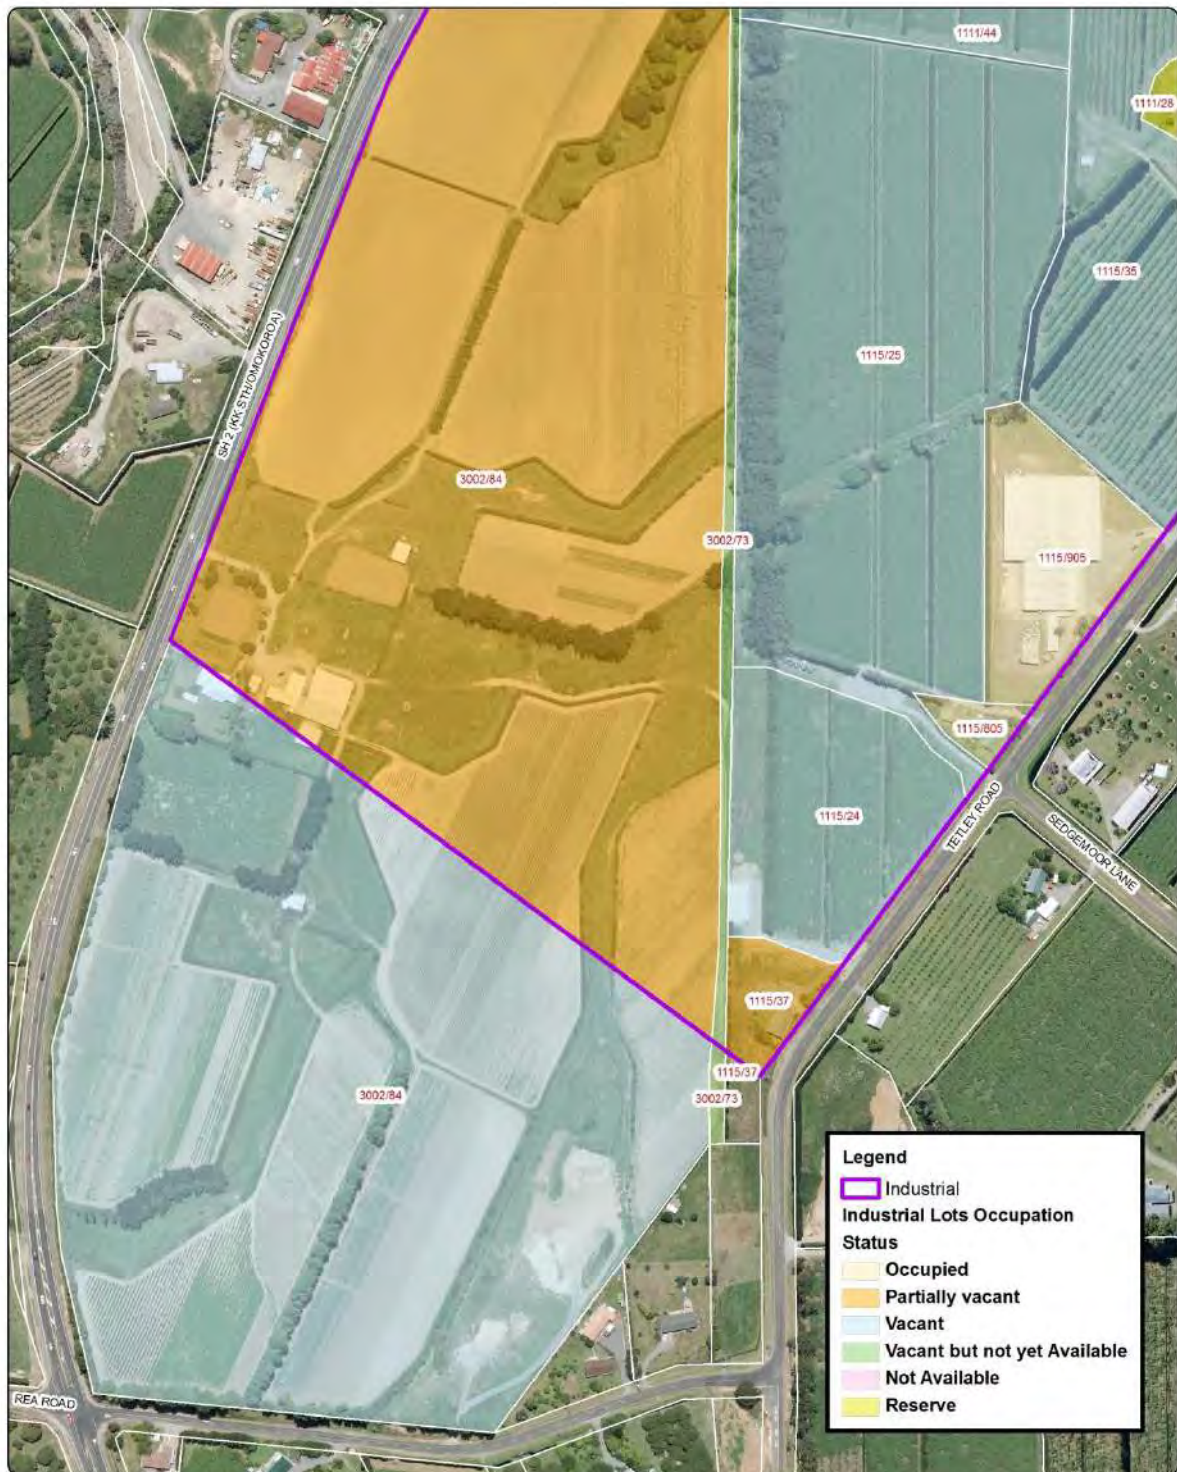 1111/44
1111/28
1115/35
SH 2 (KK STH/OMOKOROA)
1115/25
3002/84
3002/73
1115/905
1115/805
TETLEY ROAD
SEDGEMOOR LANE
1115/24
1115/37
1115/37
3002/84
3002/73
REA ROAD
Legend
Industrial
Industrial Lots Occupation
Status
Occupied
Partially vacant
Vacant
Vacant but not yet Available
Not Available
Reserve